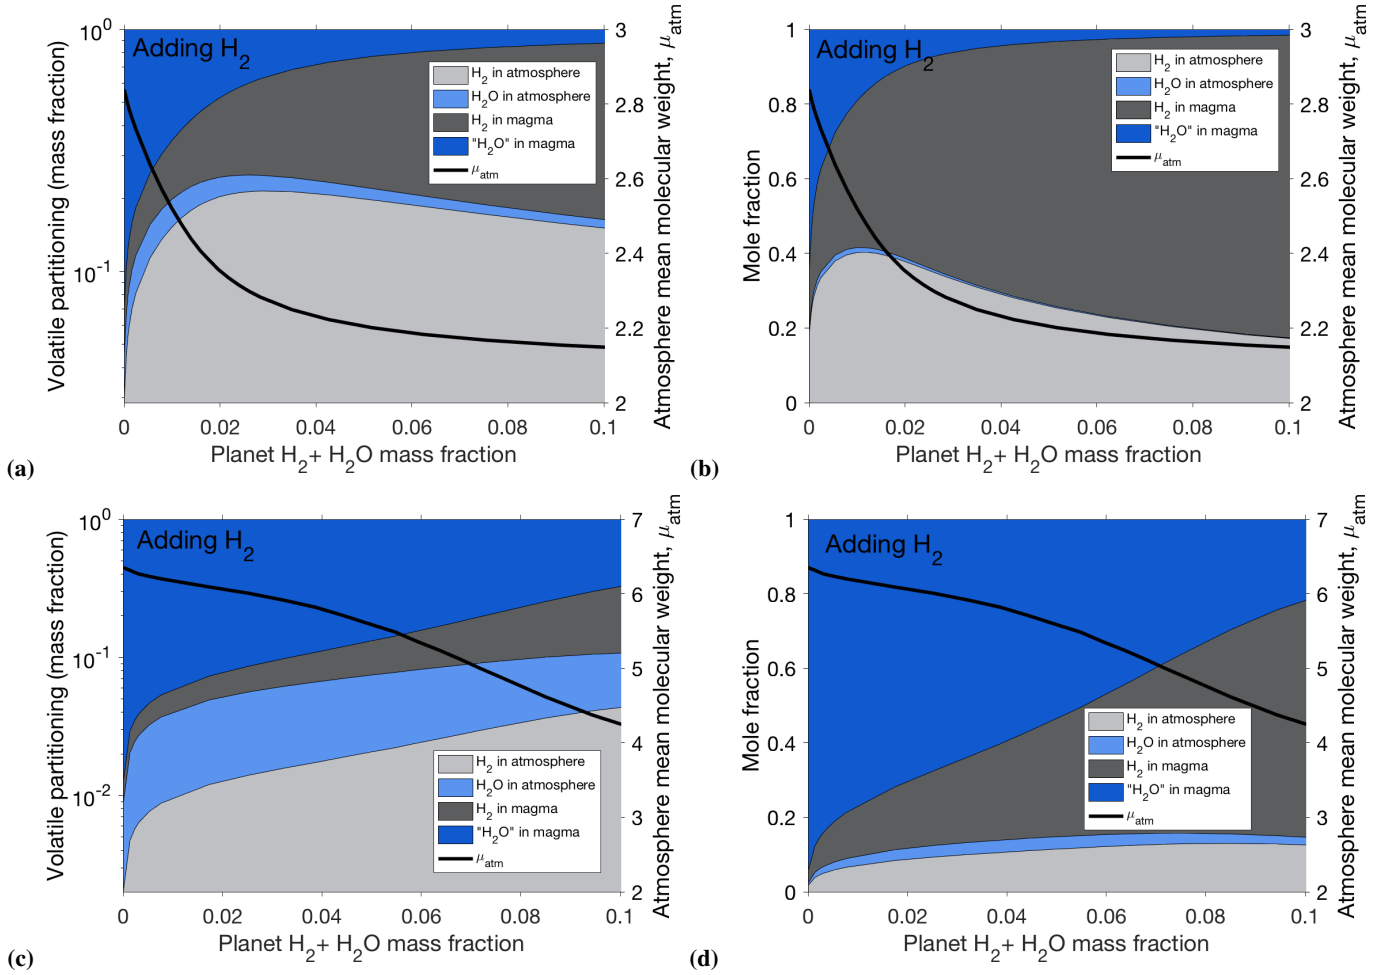 Adding H2
Volatile partitioning (mass fraction)
10^0
10^-1
H2 in atmosphere
H2O in atmosphere
H2 in magma
"H2O" in magma
μatm
3
2.8
2.6
2.4
2.2
2
Atmosphere mean molecular weight, μatm
0 0.02 0.04 0.06 0.08 0.1
Planet H2+ H2O mass fraction
(a)
Adding H2
Mole fraction
1
0.8
0.6
0.4
0.2
0
H2 in atmosphere
H2O in atmosphere
H2 in magma
"H2O" in magma
μatm
3
2.8
2.6
2.4
2.2
2
Atmosphere mean molecular weight, μatm
0 0.02 0.04 0.06 0.08 0.1
Planet H2+ H2O mass fraction
(b)
Adding H2
Volatile partitioning (mass fraction)
10^0
10^-1
10^-2
H2 in atmosphere
H2O in atmosphere
H2 in magma
"H2O" in magma
μatm
7
6
5
4
3
2
Atmosphere mean molecular weight, μatm
0 0.02 0.04 0.06 0.08 0.1
Planet H2+ H2O mass fraction
(c)
Adding H2
Mole fraction
1
0.8
0.6
0.4
0.2
0
H2 in atmosphere
H2O in atmosphere
H2 in magma
"H2O" in magma
μatm
7
6
5
4
3
2
Atmosphere mean molecular weight, μatm
0 0.02 0.04 0.06 0.08 0.1
Planet H2+ H2O mass fraction
(d)